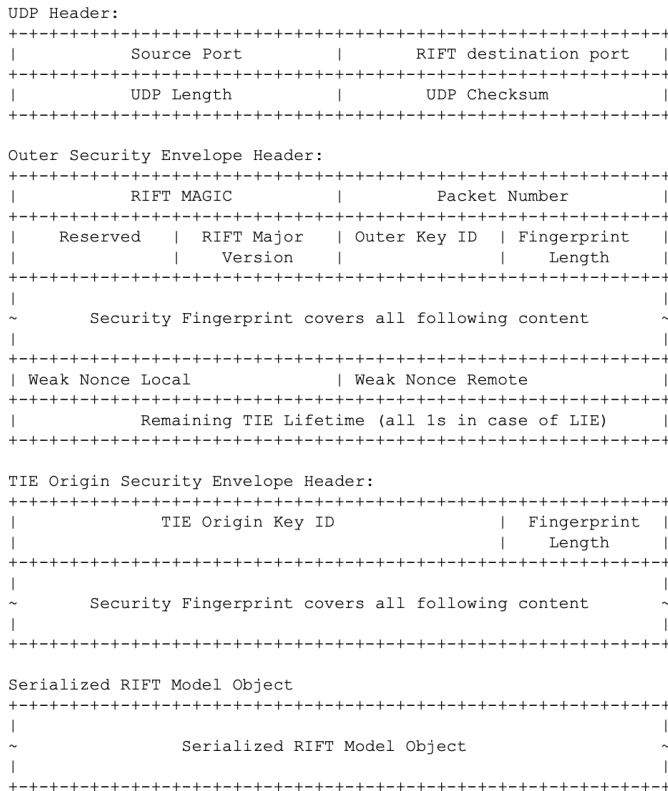 UDP Header:
+-+-+-+-+-+-+-+-+-+-+-+-+-+-+-+-+-+-+-+-+-+-+-+-+-+-+-+-+-+-+-+-+
| Source Port | RIFT destination port |
+-+-+-+-+-+-+-+-+-+-+-+-+-+-+-+-+-+-+-+-+-+-+-+-+-+-+-+-+-+-+-+-+
| UDP Length | UDP Checksum |
+-+-+-+-+-+-+-+-+-+-+-+-+-+-+-+-+-+-+-+-+-+-+-+-+-+-+-+-+-+-+-+-+
Outer Security Envelope Header:
+-+-+-+-+-+-+-+-+-+-+-+-+-+-+-+-+-+-+-+-+-+-+-+-+-+-+-+-+-+-+-+-+
| RIFT MAGIC | Packet Number |
+-+-+-+-+-+-+-+-+-+-+-+-+-+-+-+-+-+-+-+-+-+-+-+-+-+-+-+-+-+-+-+-+
| Reserved | RIFT Major | Outer Key ID | Fingerprint |
| | Version | | Length |
+-+-+-+-+-+-+-+-+-+-+-+-+-+-+-+-+-+-+-+-+-+-+-+-+-+-+-+-+-+-+-+-+
| |
~ Security Fingerprint covers all following content ~
| |
+-+-+-+-+-+-+-+-+-+-+-+-+-+-+-+-+-+-+-+-+-+-+-+-+-+-+-+-+-+-+-+-+
| Weak Nonce Local | Weak Nonce Remote |
+-+-+-+-+-+-+-+-+-+-+-+-+-+-+-+-+-+-+-+-+-+-+-+-+-+-+-+-+-+-+-+-+
| Remaining TIE Lifetime (all 1s in case of LIE) |
+-+-+-+-+-+-+-+-+-+-+-+-+-+-+-+-+-+-+-+-+-+-+-+-+-+-+-+-+-+-+-+-+
TIE Origin Security Envelope Header:
+-+-+-+-+-+-+-+-+-+-+-+-+-+-+-+-+-+-+-+-+-+-+-+-+-+-+-+-+-+-+-+-+
| TIE Origin Key ID | Fingerprint |
| | Length |
+-+-+-+-+-+-+-+-+-+-+-+-+-+-+-+-+-+-+-+-+-+-+-+-+-+-+-+-+-+-+-+-+
| |
~ Security Fingerprint covers all following content ~
| |
+-+-+-+-+-+-+-+-+-+-+-+-+-+-+-+-+-+-+-+-+-+-+-+-+-+-+-+-+-+-+-+-+
Serialized RIFT Model Object
+-+-+-+-+-+-+-+-+-+-+-+-+-+-+-+-+-+-+-+-+-+-+-+-+-+-+-+-+-+-+-+-+
| |
~ Serialized RIFT Model Object ~
| |
+-+-+-+-+-+-+-+-+-+-+-+-+-+-+-+-+-+-+-+-+-+-+-+-+-+-+-+-+-+-+-+-+